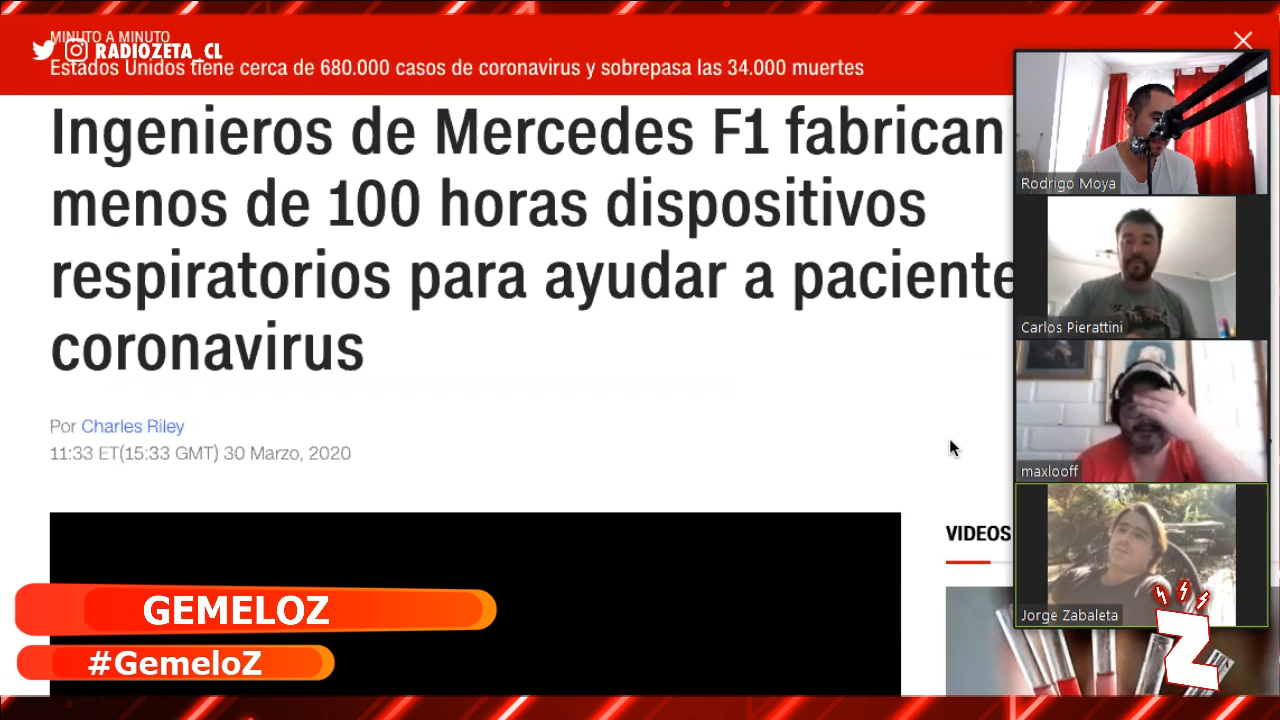 MINUTO A MINUTO
RADIOZETA_CL
Estados Unidos tiene cerca de 680.000 casos de coronavirus y sobrepasa las 34.000 muertes
Ingenieros de Mercedes F1 fabrican
menos de 100 horas dispositivos
respiratorios para ayudar a paciente
coronavirus
Por Charles Riley
11:33 ET(15:33 GMT) 30 Marzo, 2020
VIDEOS
Rodrigo Moya
Carlos Pierattini
maxlooff
Jorge Zabaleta
GEMELOZ
#GemeloZ
Z